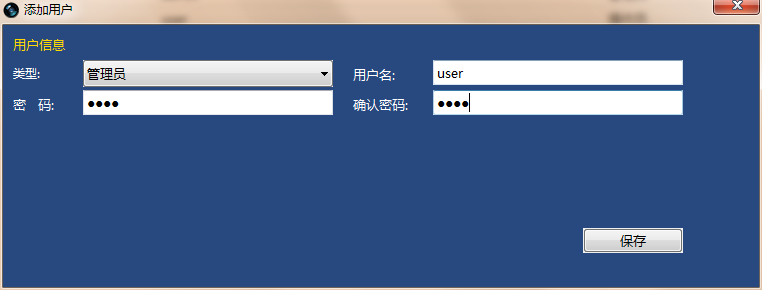 添加用户
用户信息
类型: 管理员 用户名: user
密 码: ●●●● 确认密码: ●●●●
保存